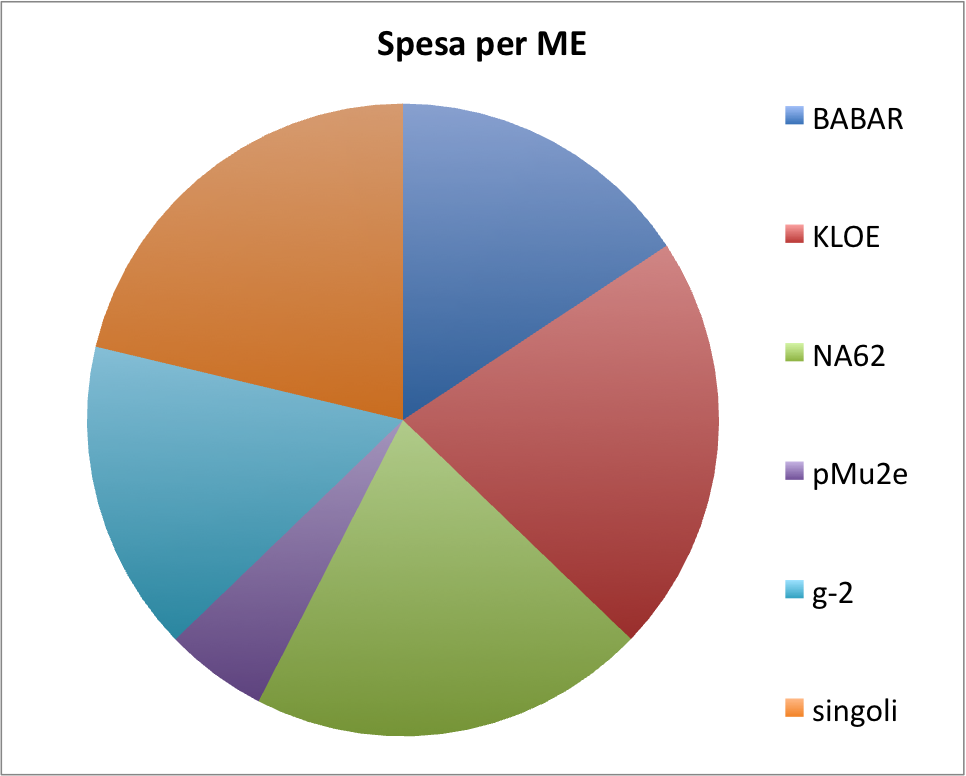 Spesa per ME
BABAR
KLOE
NA62
pMu2e
g-2
singoli